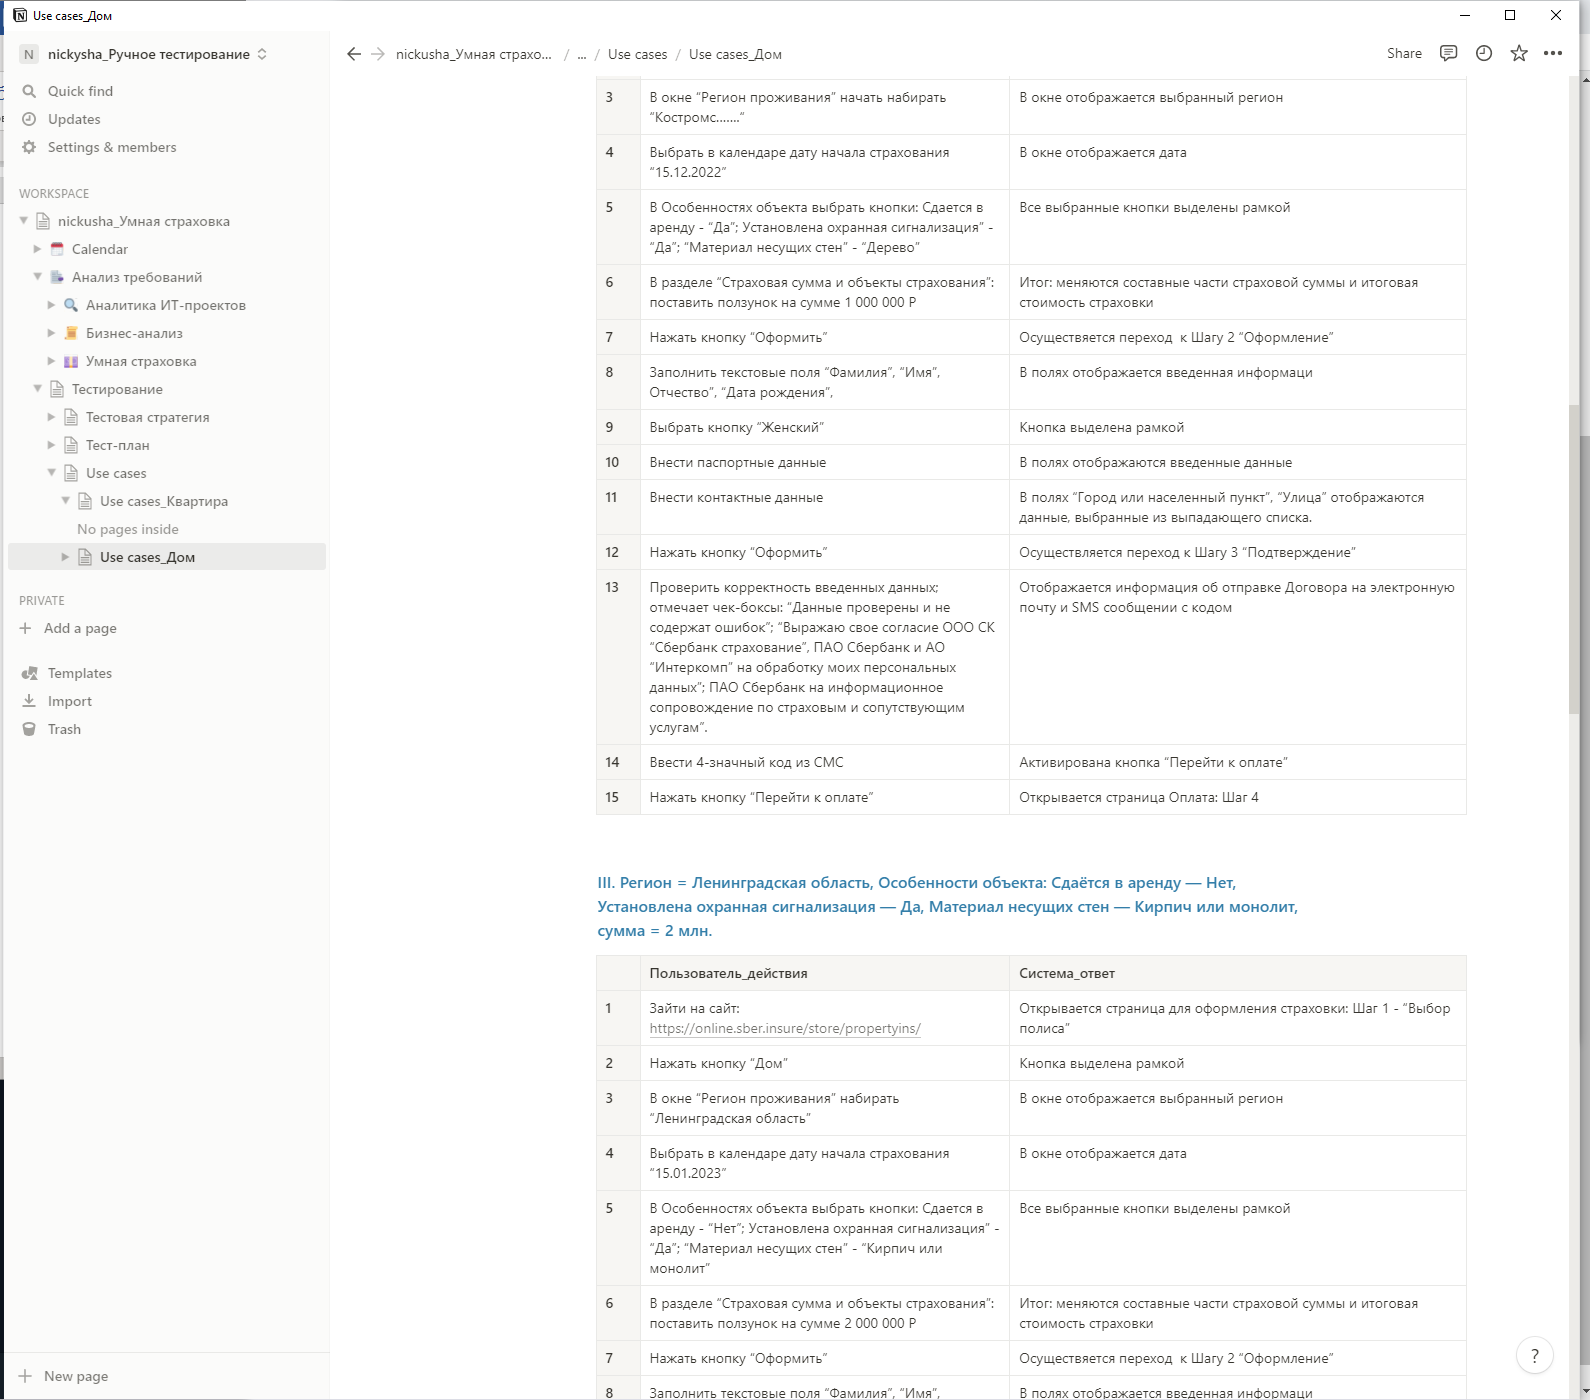 Use cases_Дом
N nickysha_Ручное тестирование
Quick find
Updates
Settings & members
WORKSPACE
nickusha_Умная страховка
Calendar
Анализ требований
Аналитика ИТ-проектов
Бизнес-анализ
Умная страховка
Тестирование
Тестовая стратегия
Тест-план
Use cases
Use cases_Квартира
No pages inside
Use cases_Дом
PRIVATE
Add a page
Templates
Import
Trash
New page
nickusha_Умная страхо... / ... / Use cases / Use cases_Дом
Share
3
В окне “Регион проживания” начать набирать
“Костромс.......“
В окне отображается выбранный регион
4
Выбрать в календаре дату начала страхования
“15.12.2022”
В окне отображается дата
5
В Особенностях объекта выбрать кнопки: Сдается в
аренду - “Да”; Установлена охранная сигнализация” -
“Да”; “Материал несущих стен” - “Дерево”
Все выбранные кнопки выделены рамкой
6
В разделе “Страховая сумма и объекты страхования”:
поставить ползунок на сумме 1 000 000 Р
Итог: меняются составные части страховой суммы и итоговая
стоимость страховки
7
Нажать кнопку “Оформить”
Осуществяется переход  к Шагу 2 “Оформление”
8
Заполнить текстовые поля “Фамилия”, “Имя”,
Отчество”, “Дата рождения”,
В полях отображается введенная информаци
9
Выбрать кнопку “Женский”
Кнопка выделена рамкой
10
Внести паспортные данные
В полях отображаются введенные данные
11
Внести контактные данные
В полях “Город или населенный пункт”, “Улица” отображаются
данные, выбранные из выпадающего списка.
12
Нажать кнопку “Оформить”
Осуществляется переход к Шагу 3 “Подтверждение”
13
Проверить корректность введенных данных;
отмечает чек-боксы: “Данные проверены и не
содержат ошибок”; “Выражаю свое согласие ООО СК
“Сбербанк страхование”, ПАО Сбербанк и АО
“Интеркомп” на обработку моих персональных
данных”; ПАО Сбербанк на информационное
сопровождение по страховым и сопутствующим
услугам”.
Отображается информация об отправке Договора на электронную
почту и SMS сообщении с кодом
14
Ввести 4-значный код из СМС
Активирована кнопка “Перейти к оплате”
15
Нажать кнопку “Перейти к оплате”
Открывается страница Оплата: Шаг 4
III. Регион = Ленинградская область, Особенности объекта: Сдаётся в аренду — Нет,
Установлена охранная сигнализация — Да, Материал несущих стен — Кирпич или монолит,
сумма = 2 млн.
Пользователь_действия
Система_ответ
1
Зайти на сайт:
https://online.sber.insure/store/propertyins/
Открывается страница для оформления страховки: Шаг 1 - “Выбор
полиса”
2
Нажать кнопку “Дом”
Кнопка выделена рамкой
3
В окне “Регион проживания” набирать
“Ленинградская область”
В окне отображается выбранный регион
4
Выбрать в календаре дату начала страхования
“15.01.2023”
В окне отображается дата
5
В Особенностях объекта выбрать кнопки: Сдается в
аренду - “Нет”; Установлена охранная сигнализация” -
“Да”; “Материал несущих стен” - “Кирпич или
монолит”
Все выбранные кнопки выделены рамкой
6
В разделе “Страховая сумма и объекты страхования”:
поставить ползунок на сумме 2 000 000 Р
Итог: меняются составные части страховой суммы и итоговая
стоимость страховки
7
Нажать кнопку “Оформить”
Осуществяется переход  к Шагу 2 “Оформление”
8
Заполнить текстовые поля “Фамилия”, “Имя”,
В полях отображается введенная информаци
?